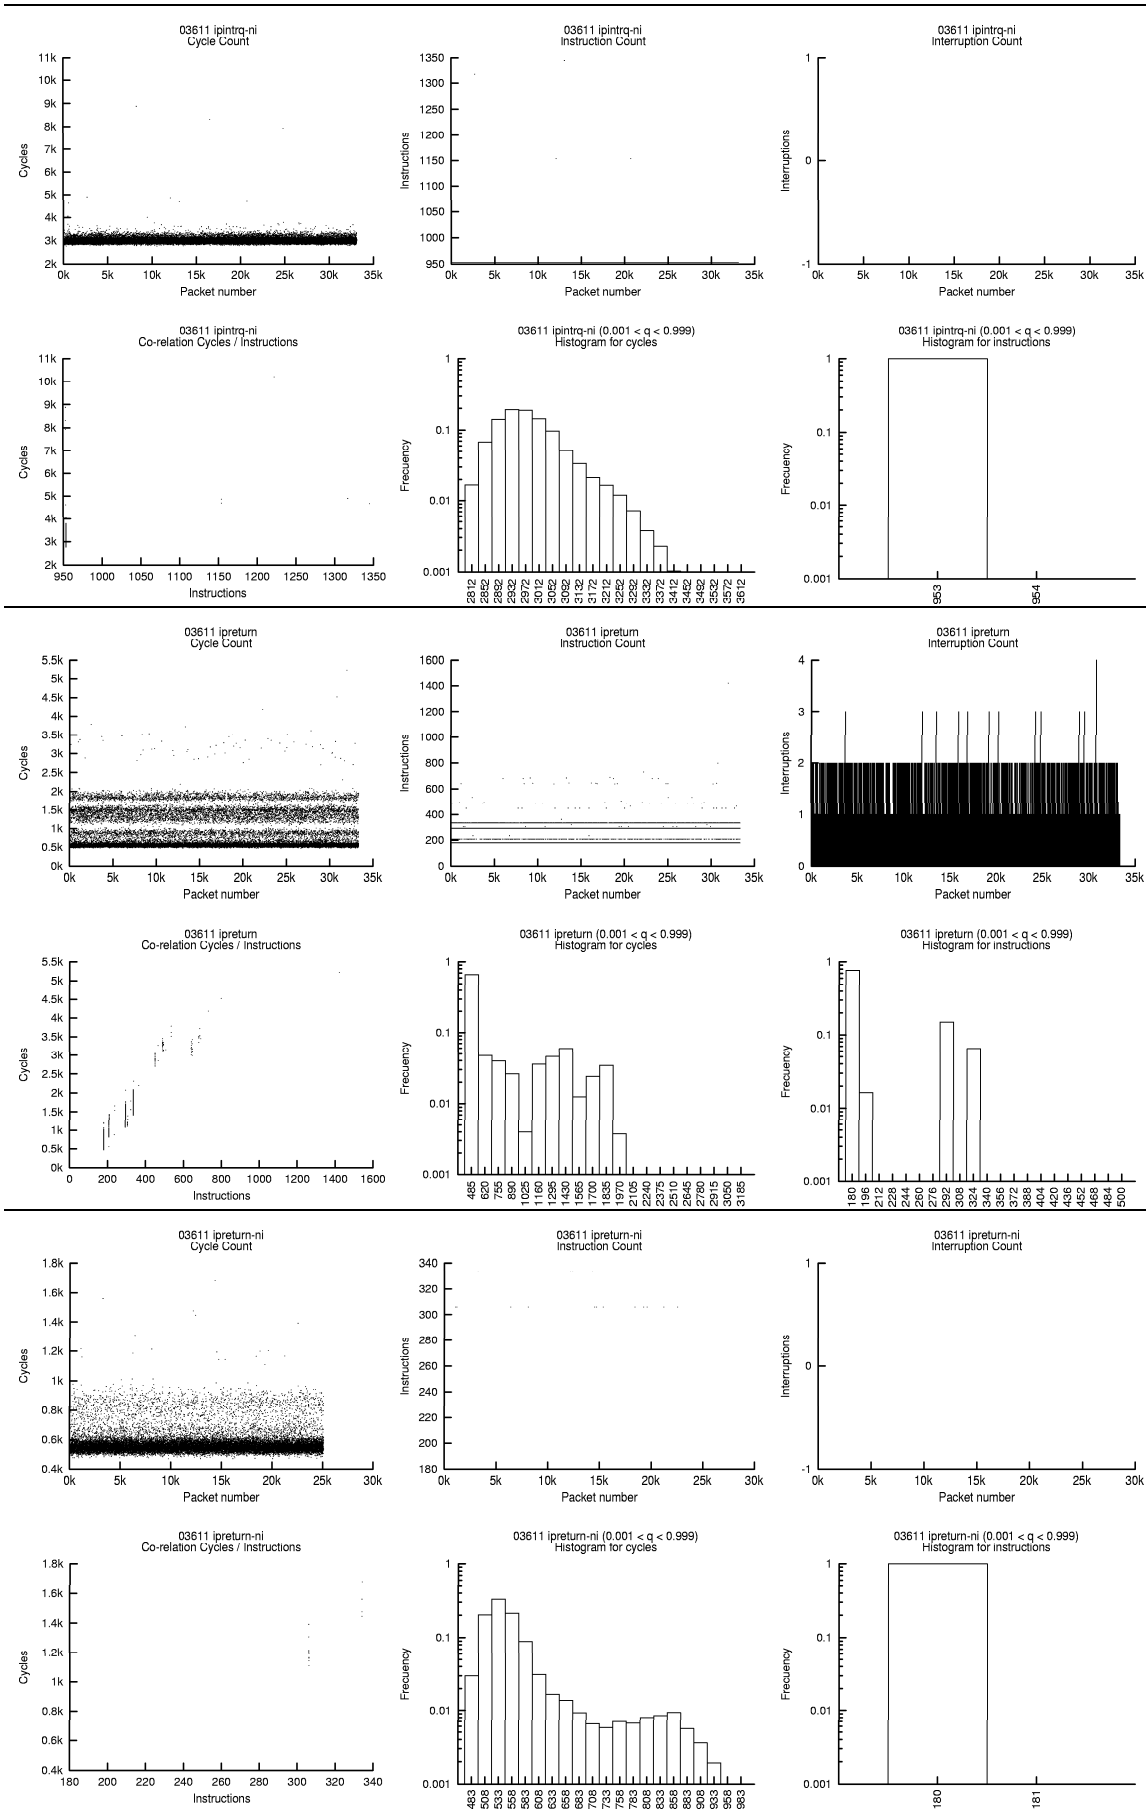 03611 ipintrq-ni
Cycle Count
11k
10k
9k
8k
7k
6k
5k
4k
3k
2k
Cycles
0k 5k 10k 15k 20k 25k 30k 35k
Packet number
03611 ipintrq-ni
Instruction Count
1350
1300
1250
1200
1150
1100
1050
1000
950
Instructions
0k 5k 10k 15k 20k 25k 30k 35k
Packet number
03611 ipintrq-ni
Interruption Count
1
0
-1
Interruptions
0k 5k 10k 15k 20k 25k 30k 35k
Packet number
03611 ipintrq-ni
Co-relation Cycles / Instructions
11k
10k
9k
8k
7k
6k
5k
4k
3k
2k
Cycles
950 1000 1050 1100 1150 1200 1250 1300 1350
Instructions
03611 ipintrq-ni (0.001 < q < 0.999)
Histogram for cycles
1
0.1
0.01
0.001
Frecuency
2812 2852 2892 2932 2972 3012 3052 3092 3132 3172 3212 3252 3292 3332 3372 3412 3452 3492 3532 3572 3612
03611 ipintrq-ni (0.001 < q < 0.999)
Histogram for instructions
1
0.1
0.01
0.001
Frecuency
953 954
03611 ipreturn
Cycle Count
5.5k
5k
4.5k
4k
3.5k
3k
2.5k
2k
1.5k
1k
0.5k
0k
Cycles
0k 5k 10k 15k 20k 25k 30k 35k
Packet number
03611 ipreturn
Instruction Count
1600
1400
1200
1000
800
600
400
200
0
Instructions
0k 5k 10k 15k 20k 25k 30k 35k
Packet number
03611 ipreturn
Interruption Count
4
3
2
1
0
Interruptions
0k 5k 10k 15k 20k 25k 30k 35k
Packet number
03611 ipreturn
Co-relation Cycles / Instructions
5.5k
5k
4.5k
4k
3.5k
3k
2.5k
2k
1.5k
1k
0.5k
0k
Cycles
0 200 400 600 800 1000 1200 1400 1600
Instructions
03611 ipreturn (0.001 < q < 0.999)
Histogram for cycles
1
0.1
0.01
0.001
Frecuency
485 620 755 890 1025 1160 1295 1430 1565 1700 1835 1970 2105 2240 2375 2510 2645 2780 2915 3050 3185
03611 ipreturn (0.001 < q < 0.999)
Histogram for instructions
1
0.1
0.01
0.001
Frecuency
180 196 212 228 244 260 276 292 308 324 340 356 372 388 404 420 436 452 468 484 500
03611 ipreturn-ni
Cycle Count
1.8k
1.6k
1.4k
1.2k
1k
0.8k
0.6k
0.4k
Cycles
0k 5k 10k 15k 20k 25k 30k
Packet number
03611 ipreturn-ni
Instruction Count
340
320
300
280
260
240
220
200
180
Instructions
0k 5k 10k 15k 20k 25k 30k
Packet number
03611 ipreturn-ni
Interruption Count
1
0
-1
Interruptions
0k 5k 10k 15k 20k 25k 30k
Packet number
03611 ipreturn-ni
Co-relation Cycles / Instructions
1.8k
1.6k
1.4k
1.2k
1k
0.8k
0.6k
0.4k
Cycles
180 200 220 240 260 280 300 320 340
Instructions
03611 ipreturn-ni (0.001 < q < 0.999)
Histogram for cycles
1
0.1
0.01
0.001
Frecuency
483 508 533 558 583 608 633 658 683 708 733 758 783 808 833 858 883 908 933 958 983
03611 ipreturn-ni (0.001 < q < 0.999)
Histogram for instructions
1
0.1
0.01
0.001
Frecuency
180 181